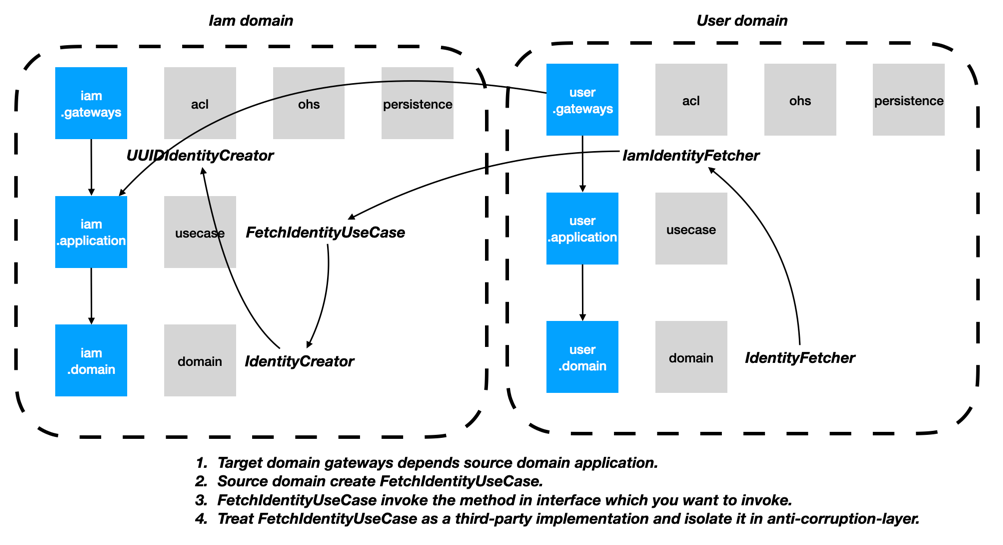 Iam domain
User domain
iam
.gateways
acl
ohs
persistence
UUIDIdentityCreator
iam
.application
usecase
FetchIdentityUseCase
iam
.domain
domain
IdentityCreator
user
.gateways
acl
ohs
persistence
IamIdentityFetcher
user
.application
usecase
user
.domain
domain
IdentityFetcher
1. Target domain gateways depends source domain application.
2. Source domain create FetchIdentityUseCase.
3. FetchIdentityUseCase invoke the method in interface which you want to invoke.
4. Treat FetchIdentityUseCase as a third-party implementation and isolate it in anti-corruption-layer.